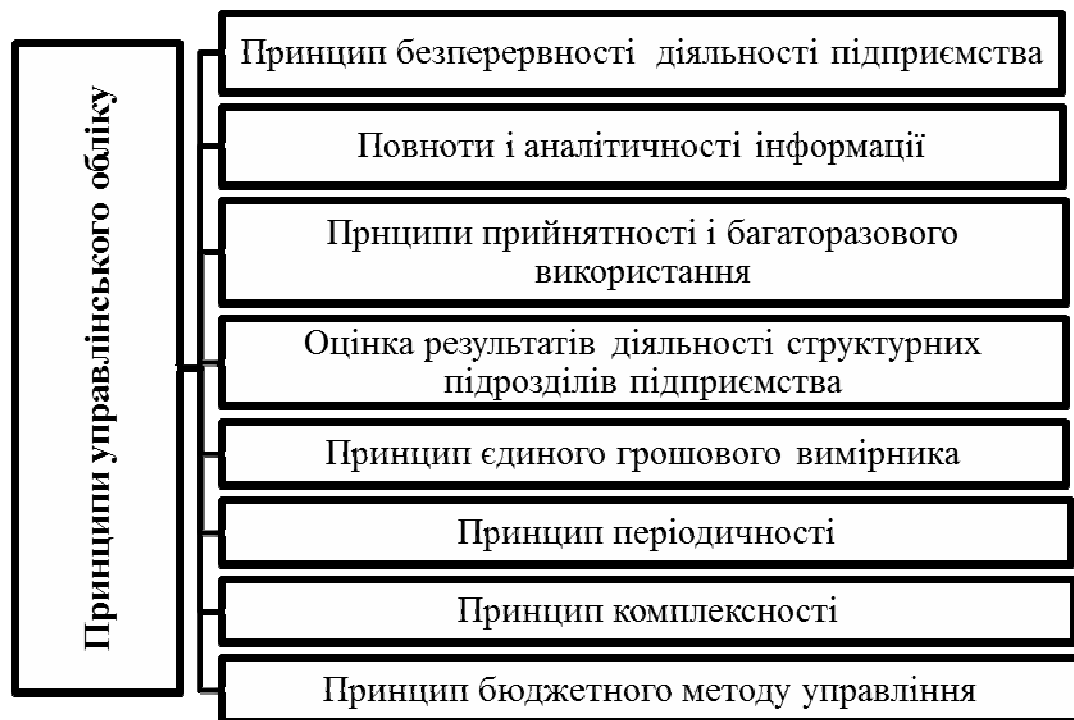 Принципи управлінського обліку
Принцип безперервності діяльності підприємства
Повноти і аналітичності інформації
Прнципи прийнятності і багаторазового
використання
Оцінка результатів діяльності структурних
підрозділів підприємства
Принцип єдиного грошового вимірника
Принцип періодичності
Принцип комплексності
Принцип бюджетного методу управління